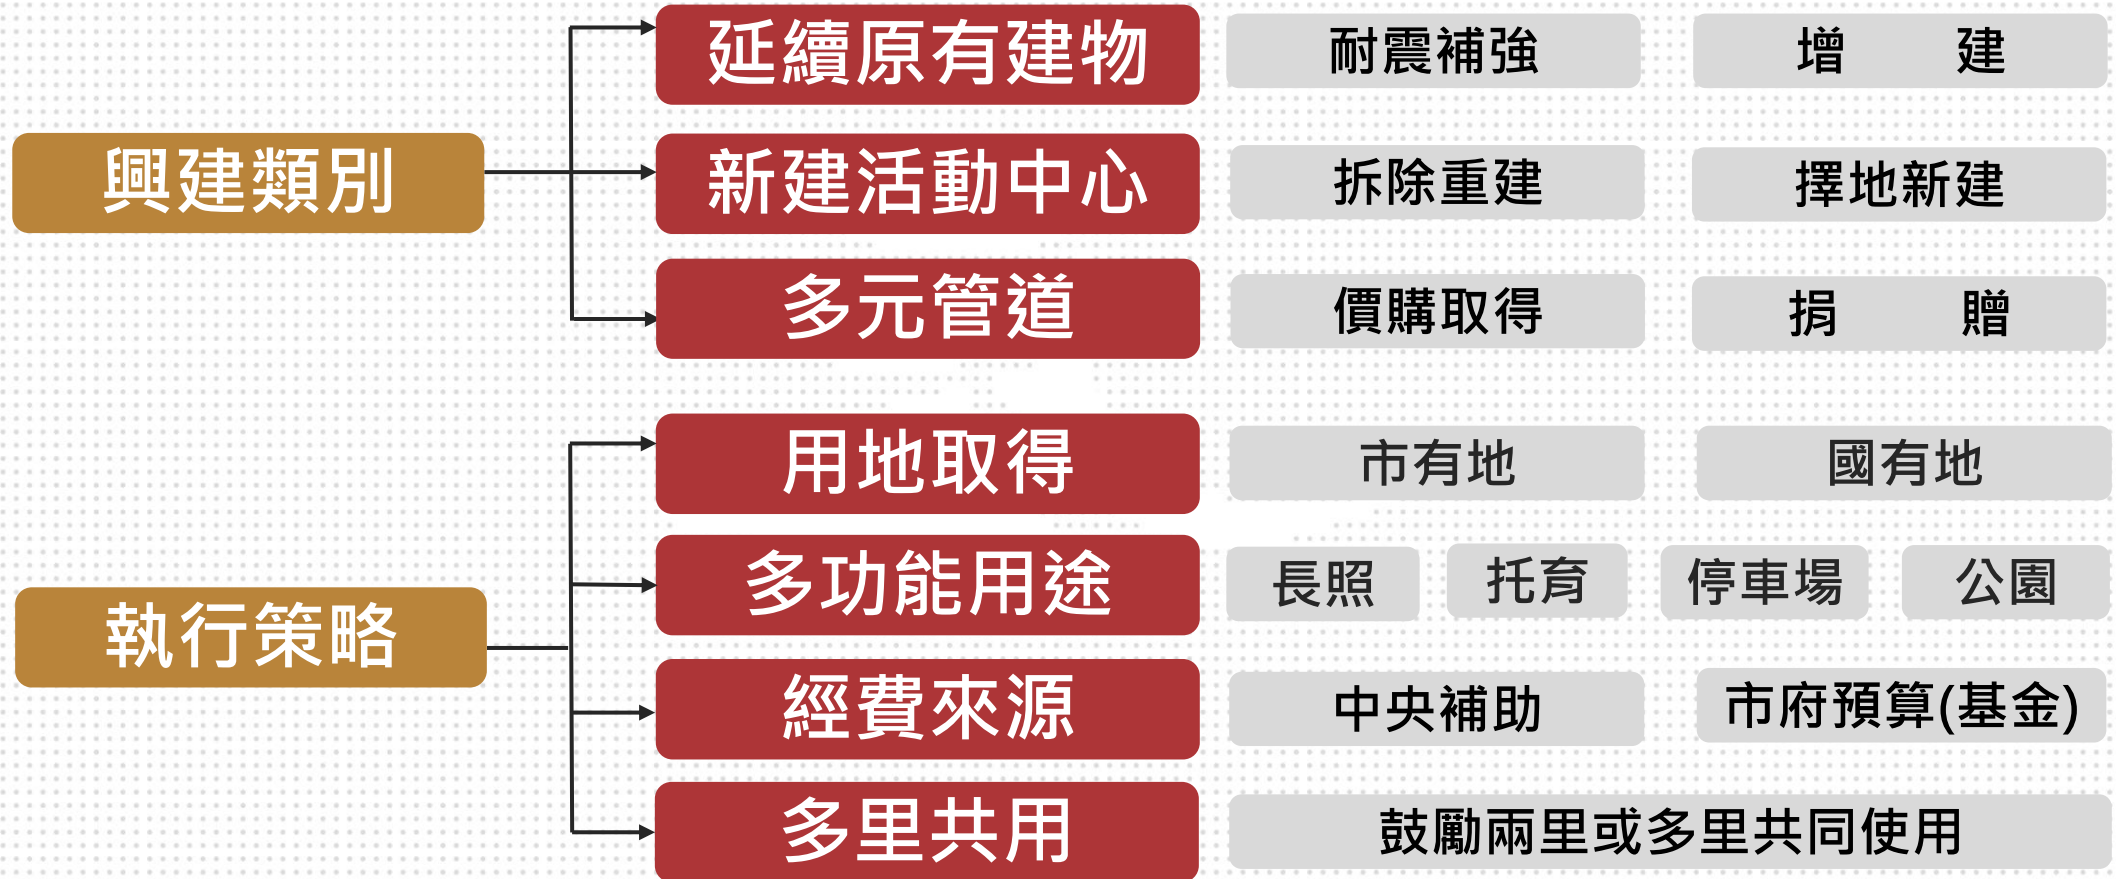 興建類別
延續原有建物
耐震補強
增 建
新建活動中心
拆除重建
擇地新建
多元管道
價購取得
捐 贈
執行策略
用地取得
市有地
國有地
多功能用途
長照
托育
停車場
公園
經費來源
中央補助
市府預算(基金)
多里共用
鼓勵兩里或多里共同使用